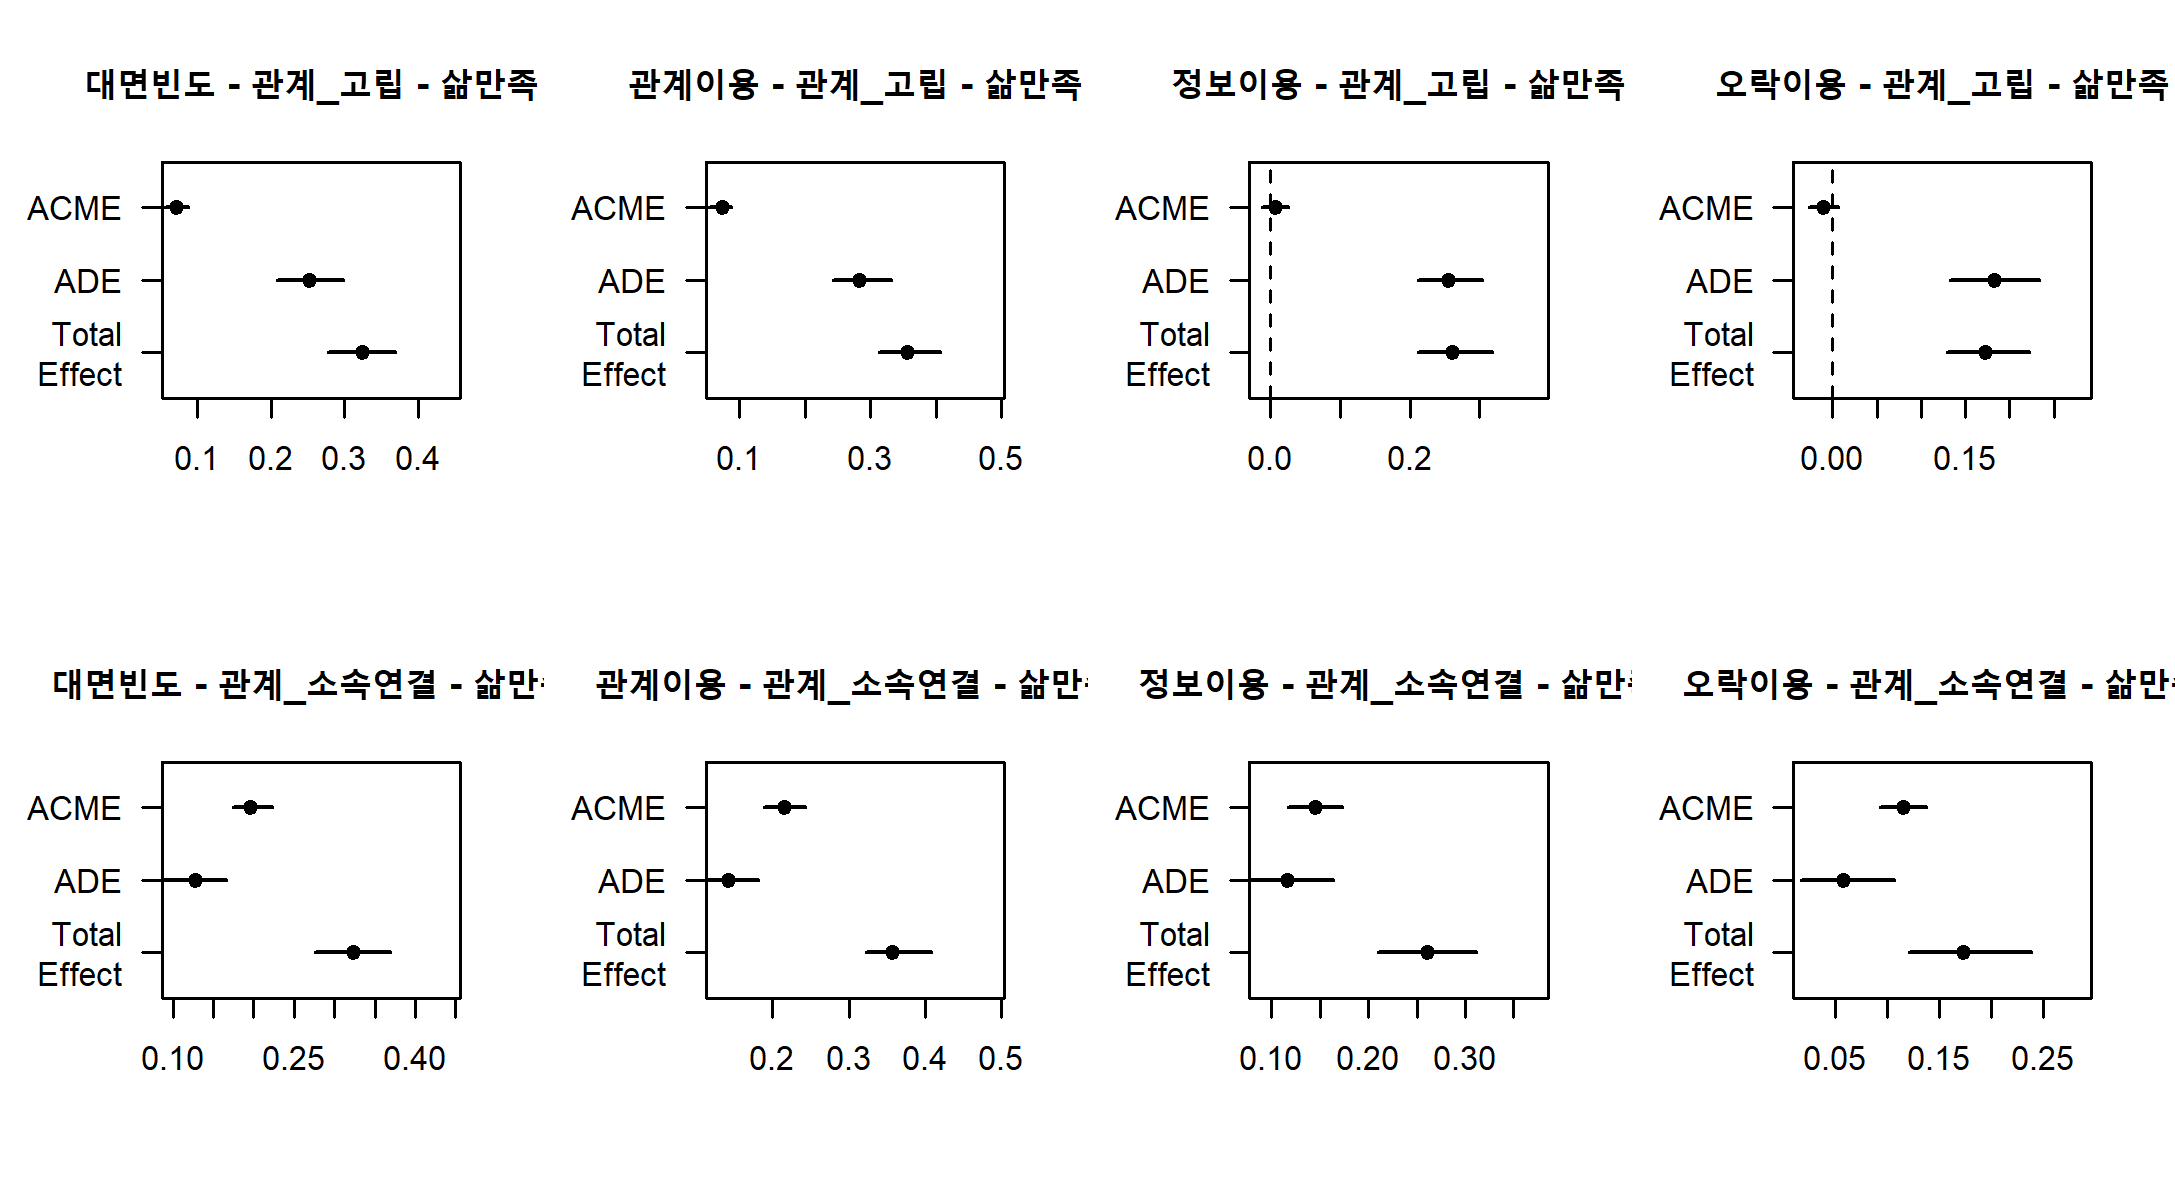 대면빈도 - 관계_고립 - 삶만족
ACME
ADE
Total
Effect
0.1 0.2 0.3 0.4
관계이용 - 관계_고립 - 삶만족
ACME
ADE
Total
Effect
0.1 0.3 0.5
정보이용 - 관계_고립 - 삶만족
ACME
ADE
Total
Effect
0.0 0.2
오락이용 - 관계_고립 - 삶만족
ACME
ADE
Total
Effect
0.00 0.15
대면빈도 - 관계_소속연결 - 삶만
ACME
ADE
Total
Effect
0.10 0.25 0.40
관계이용 - 관계_소속연결 - 삶만
ACME
ADE
Total
Effect
0.2 0.3 0.4 0.5
정보이용 - 관계_소속연결 - 삶만
ACME
ADE
Total
Effect
0.10 0.20 0.30
오락이용 - 관계_소속연결 - 삶만
ACME
ADE
Total
Effect
0.05 0.15 0.25